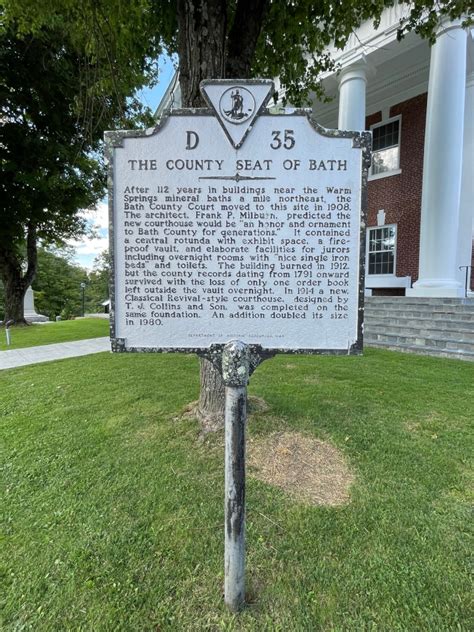 D 35
THE COUNTY SEAT OF BATH
After 112 years in buildings near the Warm
Springs mineral baths a mile northeast, the
Bath County Court moved to this site in 1908.
The architect, Frank P. Milburn, predicted the
new courthouse would be "an honor and ornament
to Bath County for generations." It contained
a central rotunda with exhibit space, a fire-
proof vault, and elaborate facilities for jurors
including overnight rooms with "nice single iron
beds" and toilets. The building burned in 1912,
but the county records dating from 1791 onward
survived with the loss of only one order book
left outside the vault overnight. In 1914 a new,
Classical Revival-style courthouse, designed by
T. J. Collins and Son, was completed on the
same foundation. An addition doubled its size
in 1980.
DEPARTMENT OF HISTORIC RESOURCES